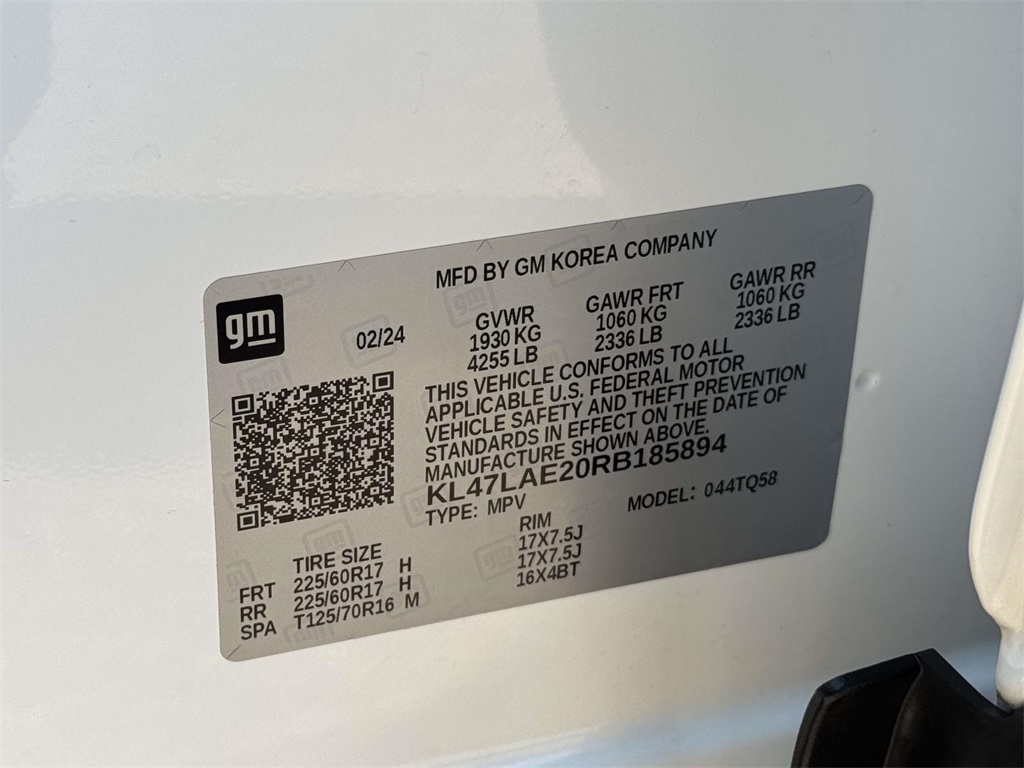 MFD BY GM KOREA COMPANY
gm
02/24
GVWR
1930 KG
4255 LB
GAWR FRT
1060 KG
2336 LB
GAWR RR
1060 KG
2336 LB
THIS VEHICLE CONFORMS TO ALL
APPLICABLE U.S. FEDERAL MOTOR
VEHICLE SAFETY AND THEFT PREVENTION
STANDARDS IN EFFECT ON THE DATE OF
MANUFACTURE SHOWN ABOVE.
KL47LAE20RB185894
TYPE: MPV
MODEL: 044TQ58
TIRE SIZE RIM
FRT 225/60R17 H 17X7.5J
RR 225/60R17 H 17X7.5J
SPA T125/70R16 M 16X4BT